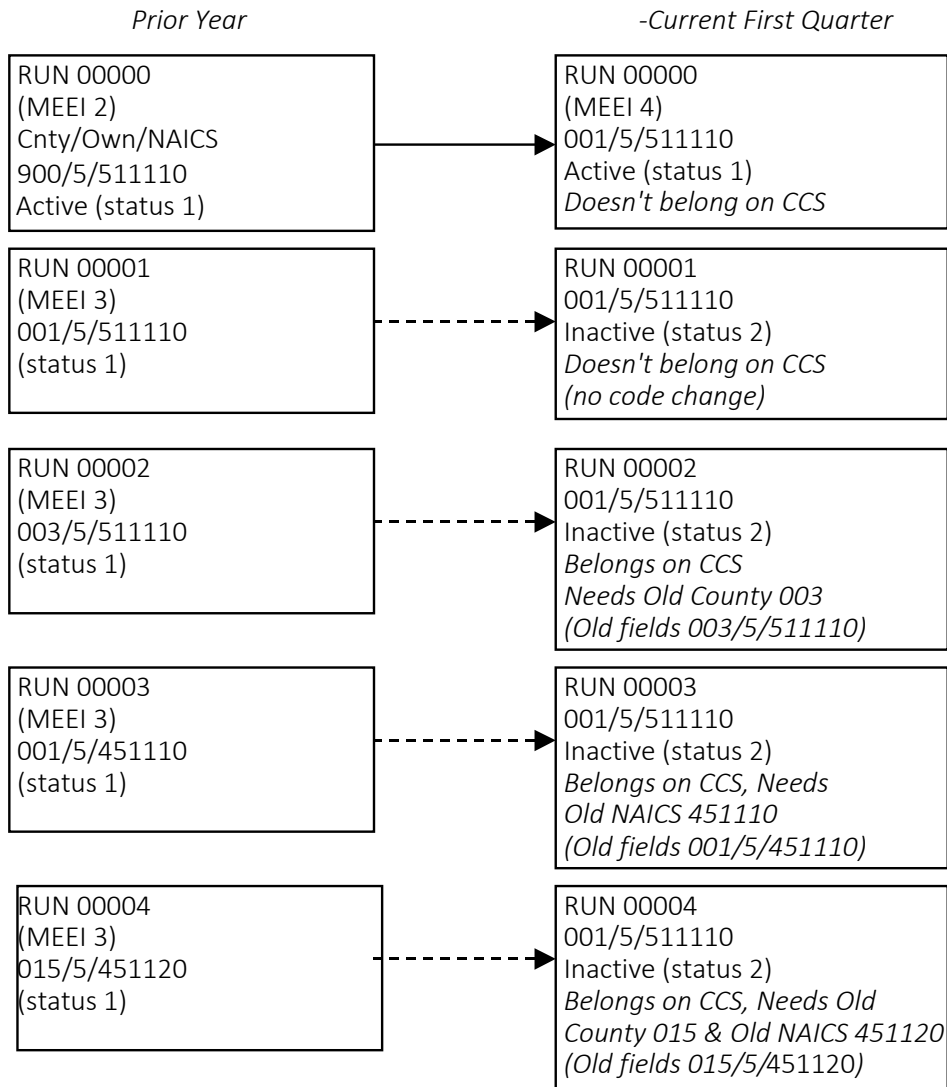 Prior Year
-Current First Quarter
RUN 00000
(MEEI 2)
Cnty/Own/NAICS
900/5/511110
Active (status 1)
RUN 00000
(MEEI 4)
001/5/511110
Active (status 1)
Doesn't belong on CCS
RUN 00001
(MEEI 3)
001/5/511110
(status 1)
RUN 00001
001/5/511110
Inactive (status 2)
Doesn't belong on CCS
(no code change)
RUN 00002
(MEEI 3)
003/5/511110
(status 1)
RUN 00002
001/5/511110
Inactive (status 2)
Belongs on CCS
Needs Old County 003
(Old fields 003/5/511110)
RUN 00003
(MEEI 3)
001/5/451110
(status 1)
RUN 00003
001/5/511110
Inactive (status 2)
Belongs on CCS, Needs
Old NAICS 451110
(Old fields 001/5/451110)
RUN 00004
(MEEI 3)
015/5/451120
(status 1)
RUN 00004
001/5/511110
Inactive (status 2)
Belongs on CCS, Needs Old
County 015 & Old NAICS 451120
(Old fields 015/5/451120)